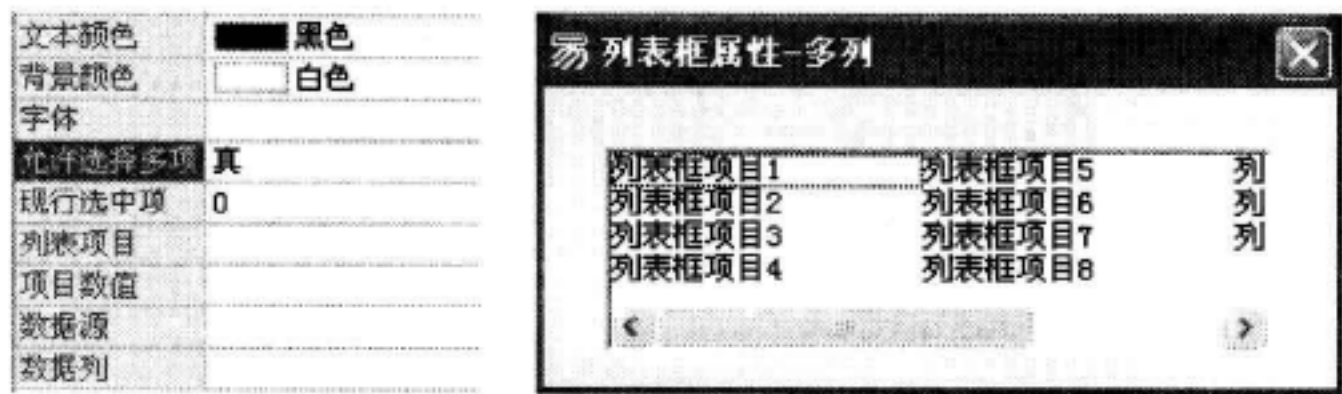 文本颜色 黑色
背景颜色 白色
字体
允许选择多项 真
现行选中项 0
列表项目
项目数值
数据源
数据列
易 列表框属性-多列
列表框项目1 列表框项目5 列
列表框项目2 列表框项目6 列
列表框项目3 列表框项目7 列
列表框项目4 列表框项目8